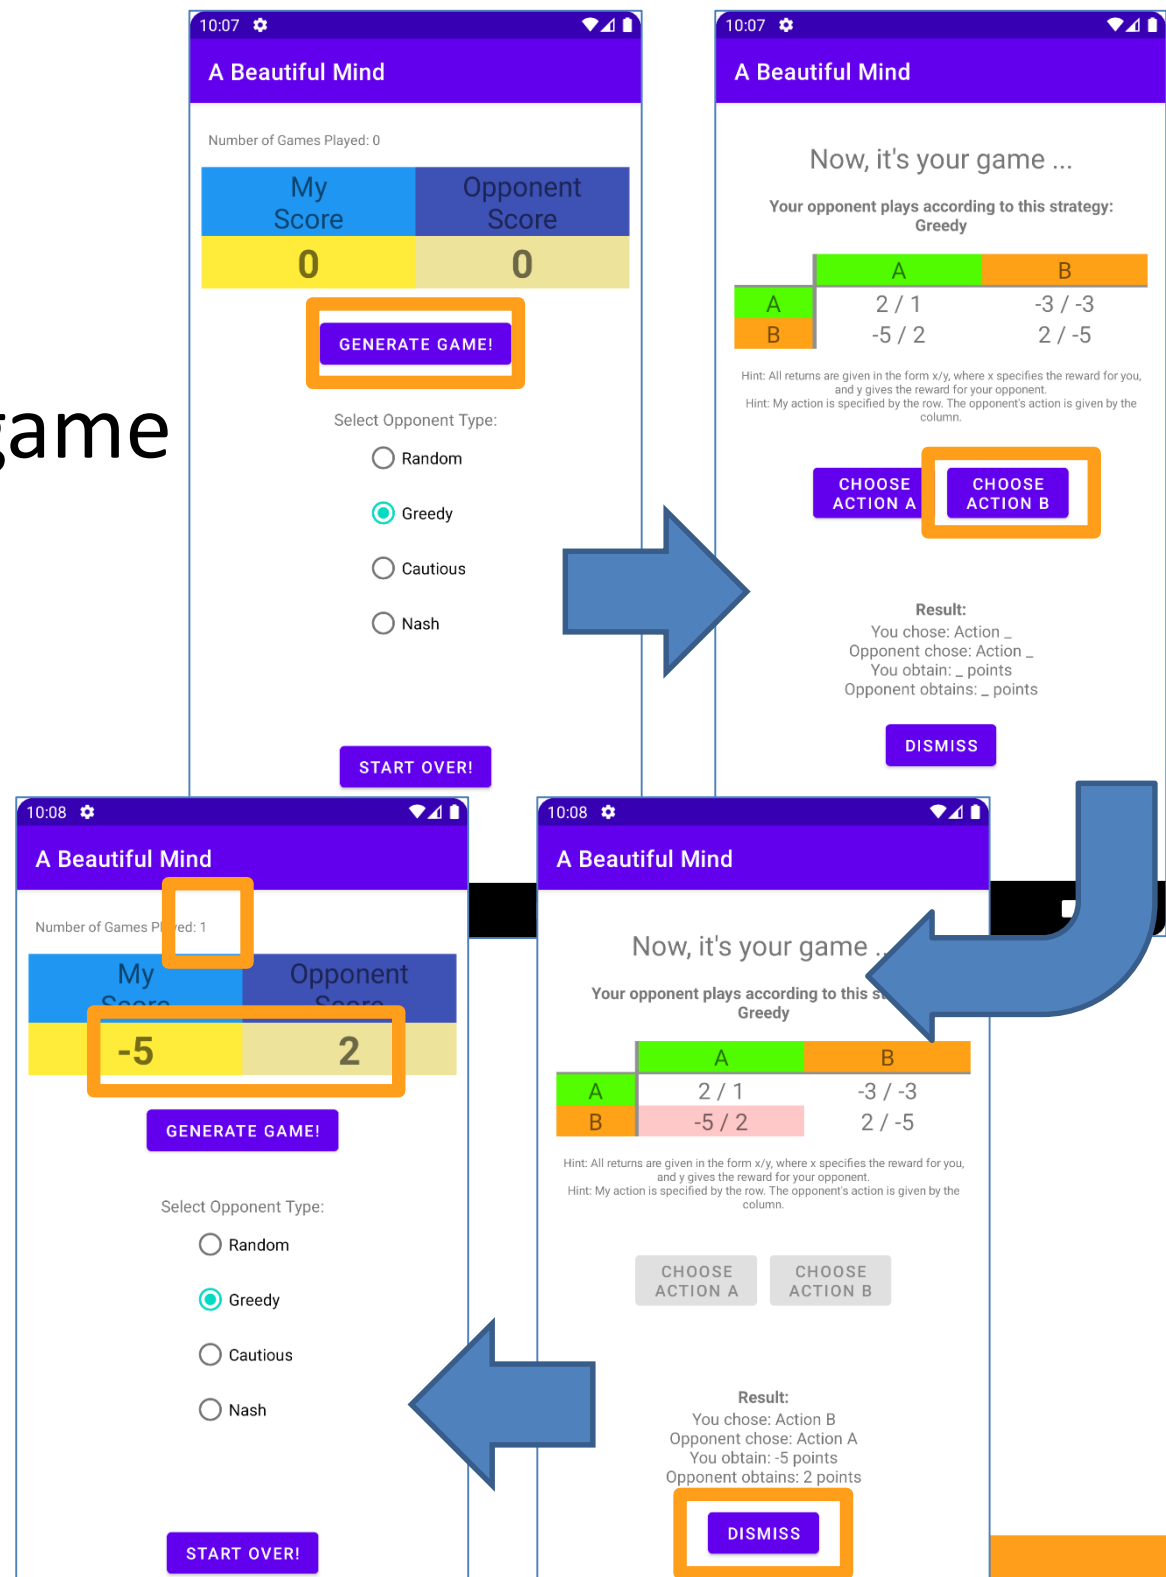 game
10:07
A Beautiful Mind
Number of Games Played: 0
My Score
Opponent Score
0
0
GENERATE GAME!
Select Opponent Type:
Random
Greedy
Cautious
Nash
START OVER!
10:07
A Beautiful Mind
Now, it's your game ...
Your opponent plays according to this strategy:
Greedy
A B
A 2 / 1 -3 / -3
B -5 / 2 2 / -5
Hint: All returns are given in the form x/y, where x specifies the reward for you,
and y gives the reward for your opponent.
Hint: My action is specified by the row. The opponent's action is given by the
column.
CHOOSE ACTION A
CHOOSE ACTION B
Result:
You chose: Action _
Opponent chose: Action _
You obtain: _ points
Opponent obtains: _ points
DISMISS
10:08
A Beautiful Mind
Now, it's your game ..
Your opponent plays according to this
Greedy
A B
A 2 / 1 -3 / -3
B -5 / 2 2 / -5
Hint: All returns are given in the form x/y, where x specifies the reward for you,
and y gives the reward for your opponent.
Hint: My action is specified by the row. The opponent's action is given by the
column.
CHOOSE ACTION A
CHOOSE ACTION B
Result:
You chose: Action B
Opponent chose: Action A
You obtain: -5 points
Opponent obtains: 2 points
DISMISS
10:08
A Beautiful Mind
Number of Games Played: 1
My Score
Opponent Score
-5
2
GENERATE GAME!
Select Opponent Type:
Random
Greedy
Cautious
Nash
START OVER!